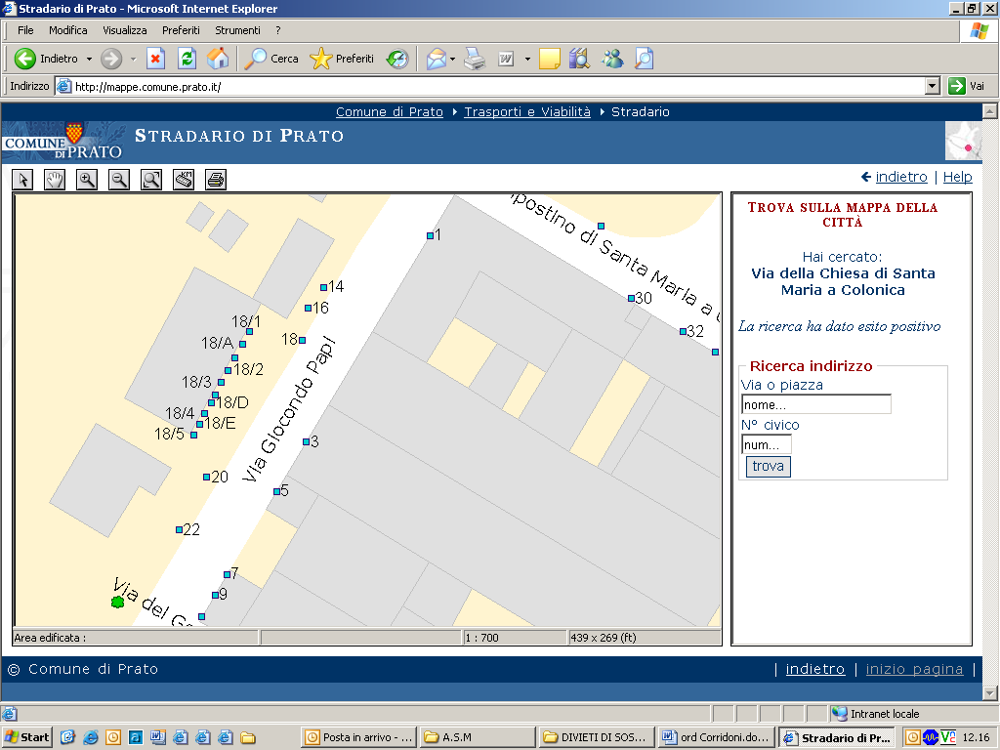 Stradario di Prato - Microsoft Internet Explorer
File Modifica Visualizza Preferiti Strumenti ?
Indietro Cerca Preferiti
Indirizzo http://mappe.comune.prato.it/ Vai
Comune di Prato Trasporti e Viabilità Stradario
COMUNE DI PRATO
STRADARIO DI PRATO
indietro | Help
1
14
16
18
18/1
18/A
18/2
18/3
18/D
18/4
18/E
18/5
20
22
3
5
7
9
30
32
Via Giocondo Papi
di Santa Maria a
Via del
Area edificata :
1 : 700
439 x 269 (ft)
TROVA SULLA MAPPA DELLA
CITTÀ
Hai cercato:
Via della Chiesa di Santa
Maria a Colonica
La ricerca ha dato esito positivo
Ricerca indirizzo
Via o piazza
nome...
N° civico
num...
trova
© Comune di Prato
| indietro | inizio pagina |
Intranet locale
Start
Posta in arrivo - ...
A.S.M
DIVIETI DI SOS...
ord Corridoni.do...
Stradario di Pr...
12.16